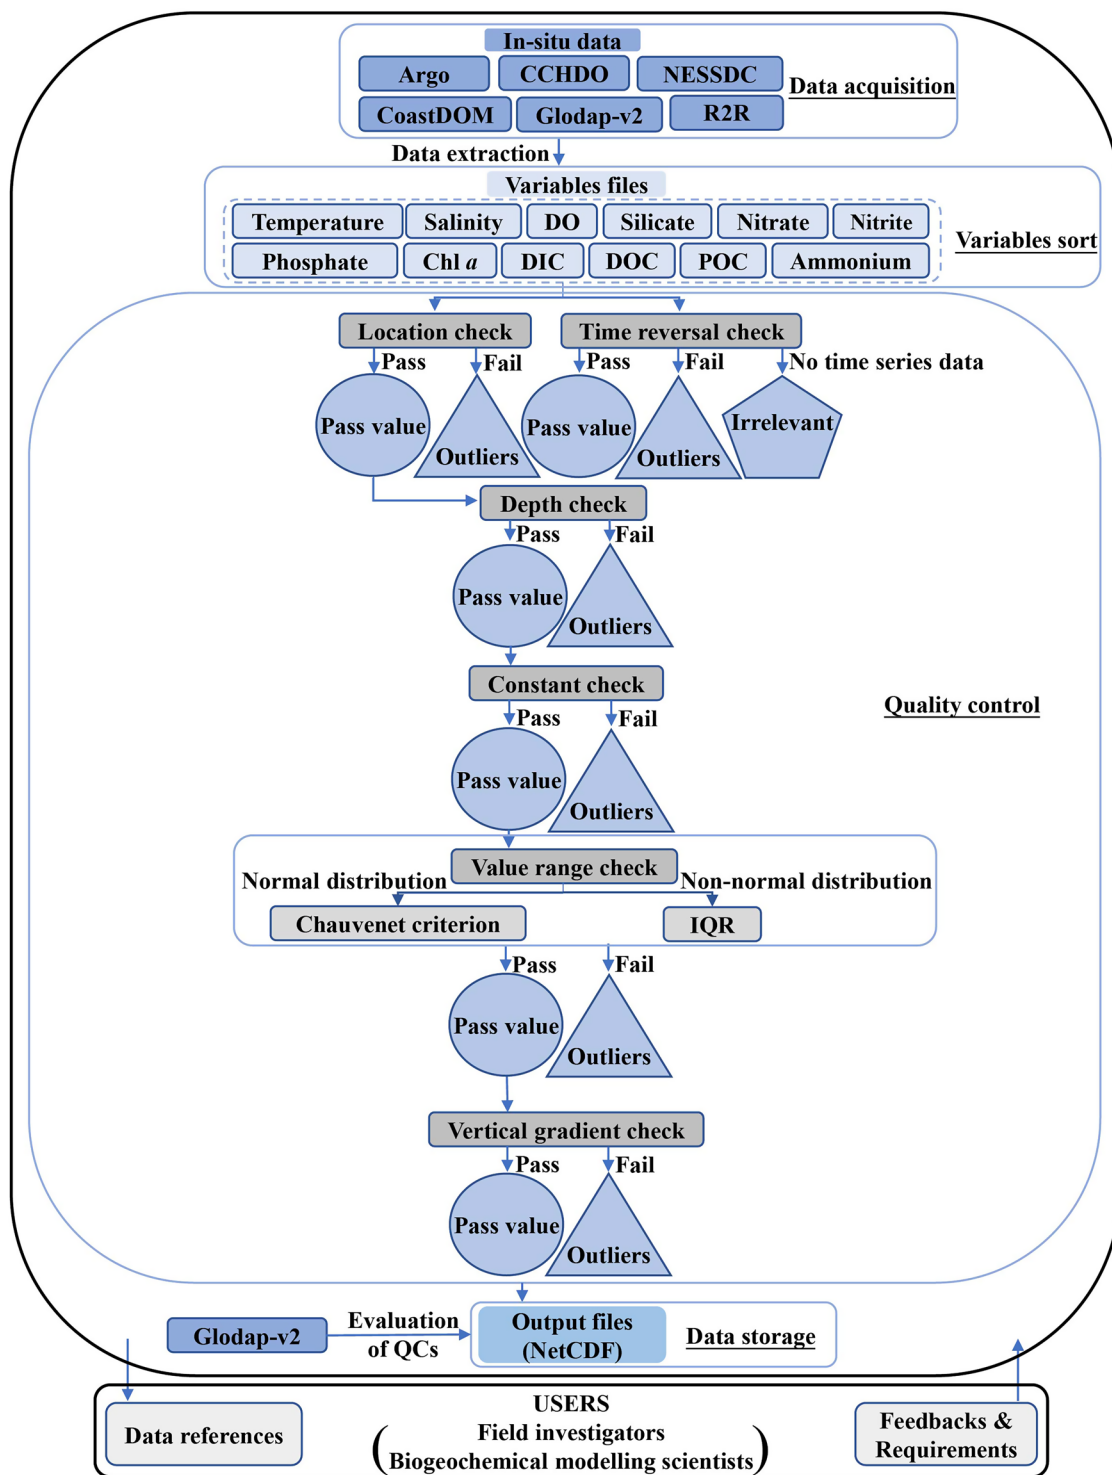 In-situ data
Argo
CCHDO
NESSDC
Data acquisition
CoastDOM
Glodap-v2
R2R
Data extraction
Variables files
Temperature
Salinity
DO
Silicate
Nitrate
Nitrite
Variables sort
Phosphate
Chl a
DIC
DOC
POC
Ammonium
Location check
Time reversal check
Pass
Fail
Pass
Fail
No time series data
Pass value
Outliers
Pass value
Outliers
Irrelevant
Depth check
Pass
Fail
Pass value
Outliers
Constant check
Quality control
Pass
Fail
Pass value
Outliers
Value range check
Normal distribution
Non-normal distribution
Chauvenet criterion
IQR
Pass
Fail
Pass value
Outliers
Vertical gradient check
Pass
Fail
Pass value
Outliers
Glodap-v2
Evaluation
of QCs
Output files
(NetCDF)
Data storage
Data references
USERS
(Field investigators
Biogeochemical modelling scientists)
Feedbacks &
Requirements